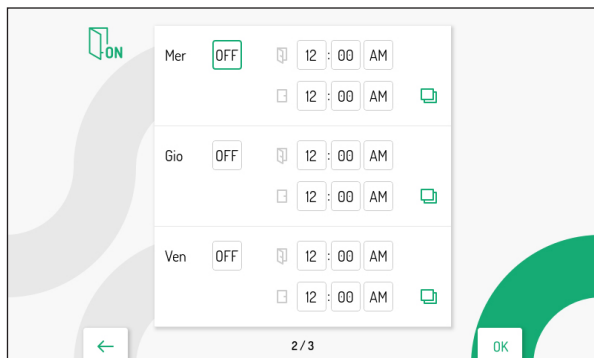 ON
Mer OFF 12 : 00 AM
12 : 00 AM
Gio OFF 12 : 00 AM
12 : 00 AM
Ven OFF 12 : 00 AM
12 : 00 AM
2/3
OK